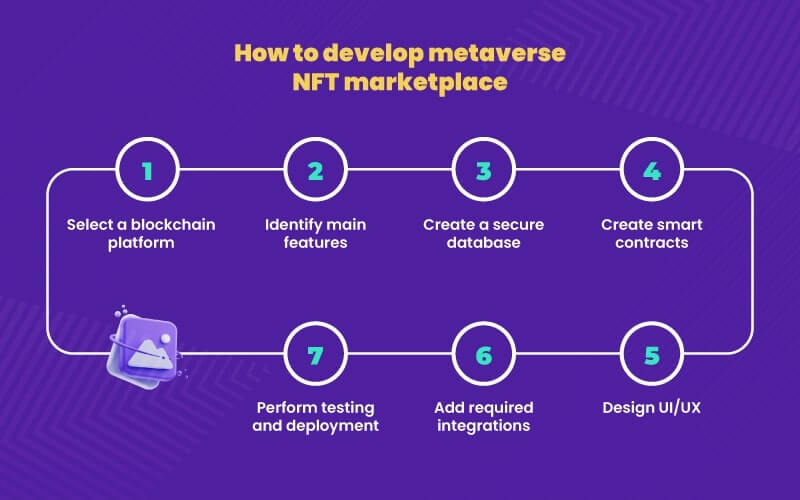 How to develop metaverse
NFT marketplace
1
Select a blockchain
platform
2
Identify main
features
3
Create a secure
database
4
Create smart
contracts
5
Design UI/UX
6
Add required
integrations
7
Perform testing
and deployment